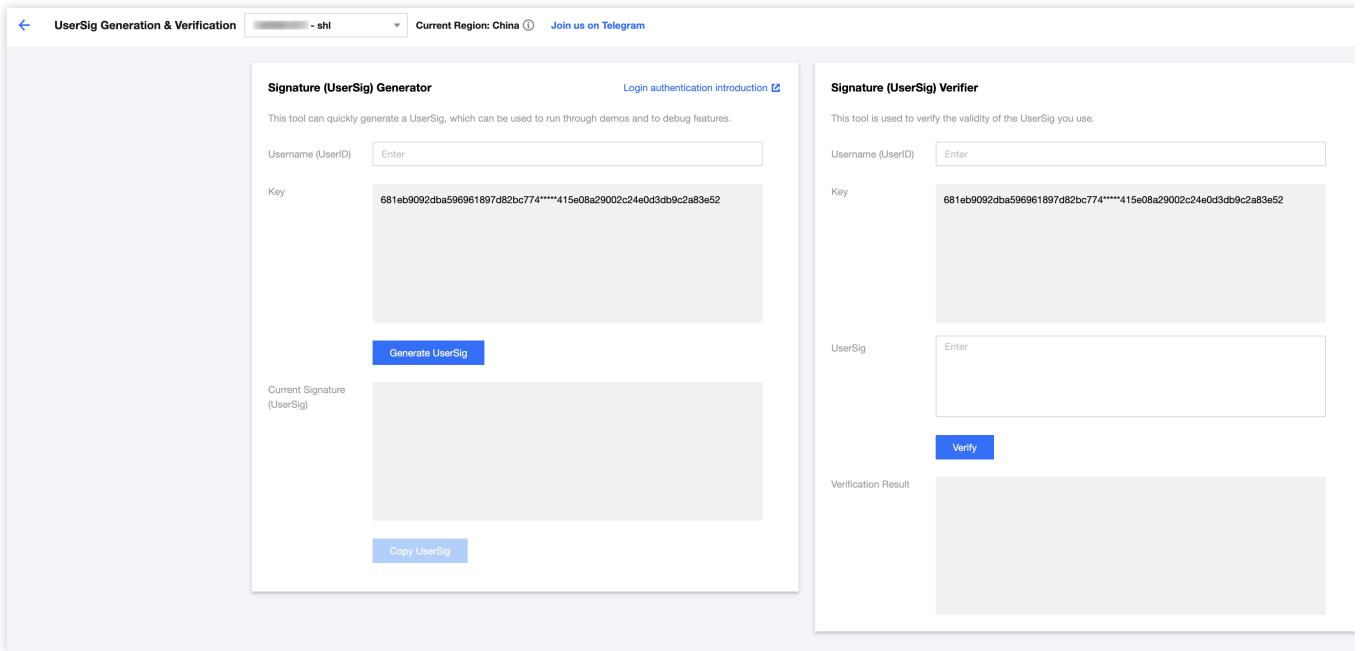 UserSig Generation & Verification
- shl
Current Region: China
Join us on Telegram
Signature (UserSig) Generator
Login authentication introduction
This tool can quickly generate a UserSig, which can be used to run through demos and to debug features.
Username (UserID)
Enter
Key
681eb9092dba596961897d82bc774*****415e08a29002c24e0d3db9c2a83e52
Generate UserSig
Current Signature
(UserSig)
Copy UserSig
Signature (UserSig) Verifier
This tool is used to verify the validity of the UserSig you use.
Username (UserID)
Enter
Key
681eb9092dba596961897d82bc774*****415e08a29002c24e0d3db9c2a83e52
UserSig
Enter
Verify
Verification Result